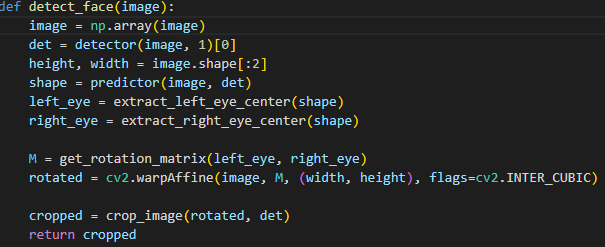 def detect_face(image):
    image = np.array(image)
    det = detector(image, 1)[0]
    height, width = image.shape[:2]
    shape = predictor(image, det)
    left_eye = extract_left_eye_center(shape)
    right_eye = extract_right_eye_center(shape)

    M = get_rotation_matrix(left_eye, right_eye)
    rotated = cv2.warpAffine(image, M, (width, height), flags=cv2.INTER_CUBIC)

    cropped = crop_image(rotated, det)
    return cropped